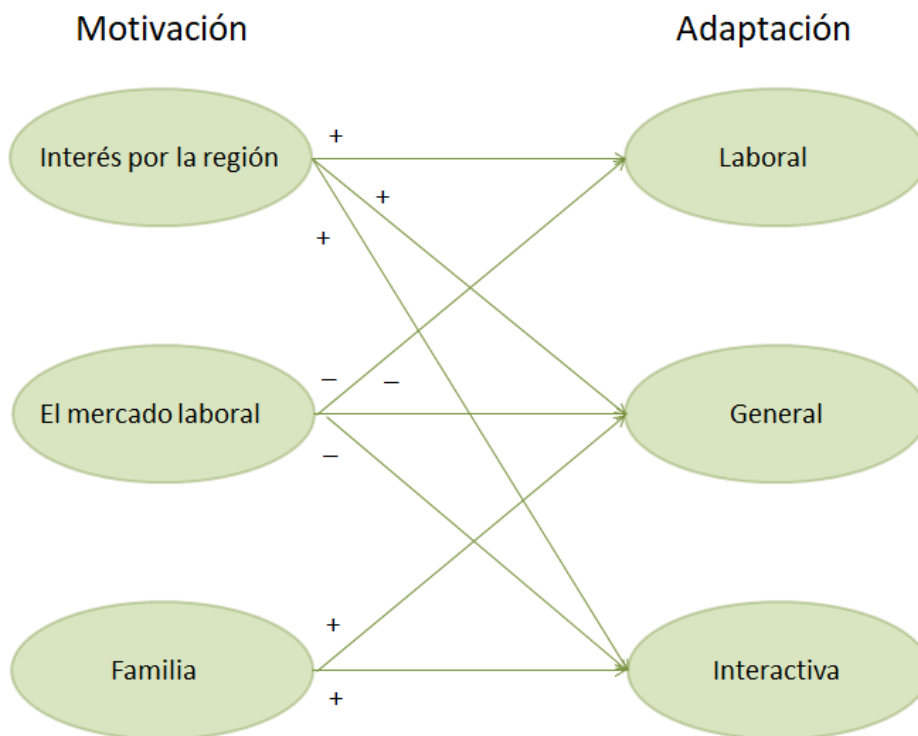 Motivación
Adaptación
+
Interés por la región
Laboral
+
+
–
–
El mercado laboral
General
–
+
Familia
Interactiva
+